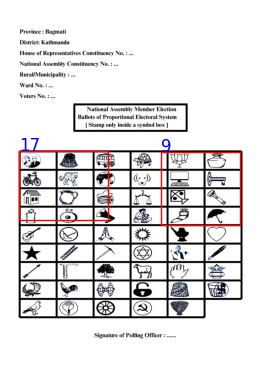 Province : Bagmati
District: Kathmandu
House of Representatives Constituency No. : ...
National Assembly Constituency No. : ...
Rural/Municipality : ...
Ward No. : ...
Voters No. : ...
National Assembly Member Election
Ballots of Proportional Electoral System
[ Stamp only inside a symbol box ]
17
9
Signature of Polling Officer : ......